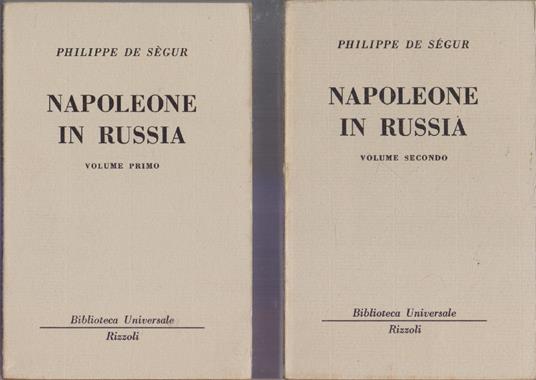 PHILIPPE DE SÈGUR
NAPOLEONE
IN RUSSIA
VOLUME PRIMO
Biblioteca Universale
Rizzoli
PHILIPPE DE SÉGUR
NAPOLEONE
IN RUSSIA
VOLUME SECONDO
Biblioteca Universale
Rizzoli